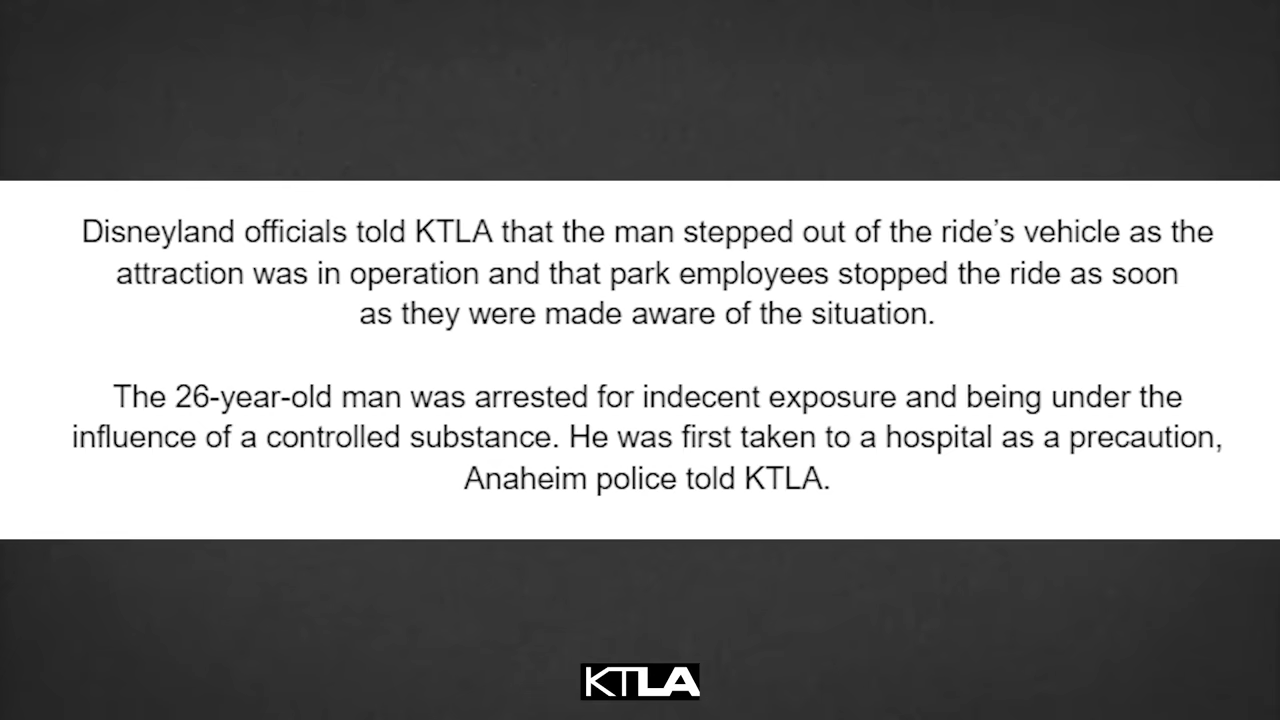 Disneyland officials told KTLA that the man stepped out of the ride’s vehicle as the
attraction was in operation and that park employees stopped the ride as soon
as they were made aware of the situation.
The 26-year-old man was arrested for indecent exposure and being under the
influence of a controlled substance. He was first taken to a hospital as a precaution,
Anaheim police told KTLA.
KTLA